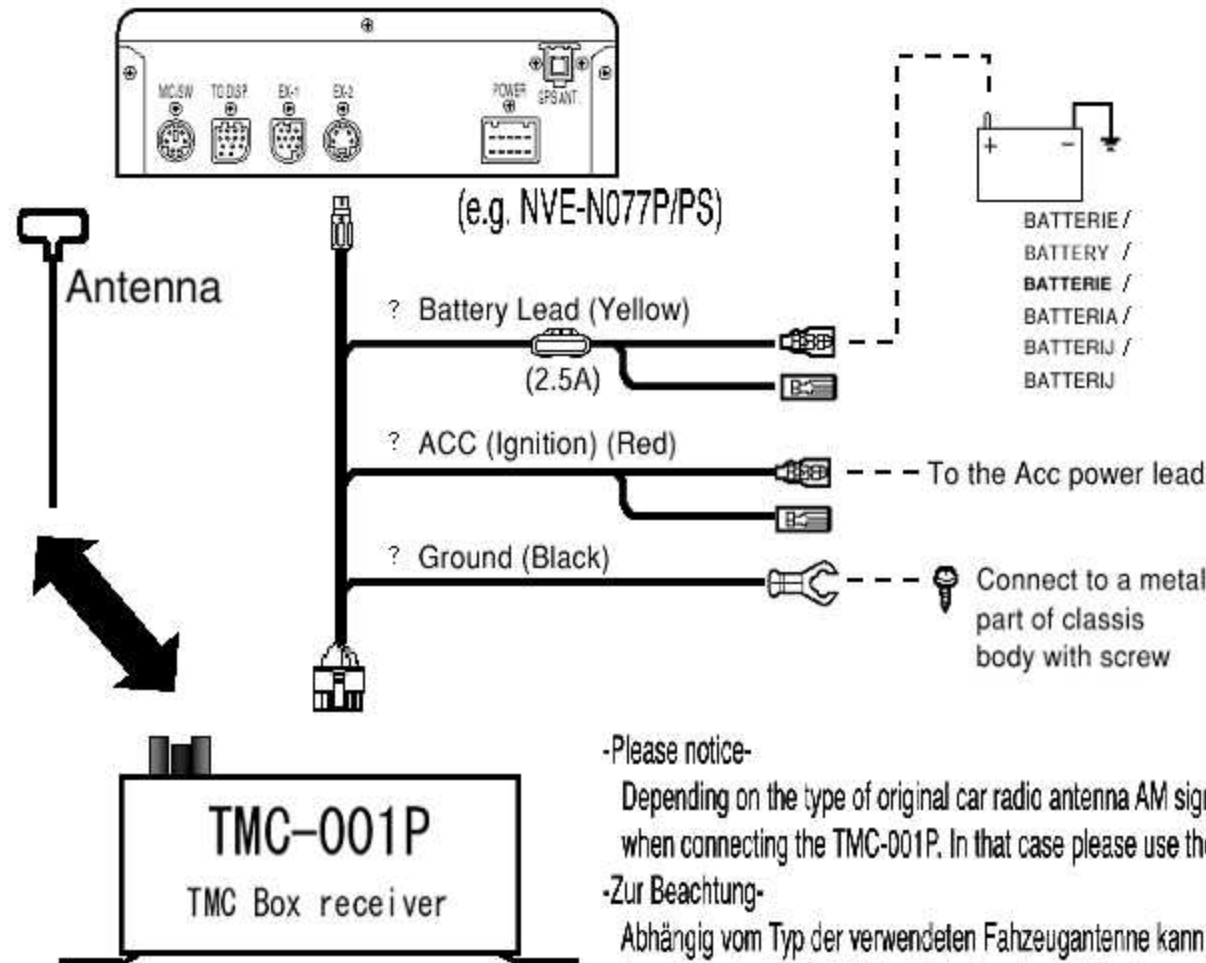 MC/SW TO DISP EX-1 EX-2 POWER GPS ANT.
(e.g. NVE-N077P/PS)
Antenna
+ -
BATTERIE /
BATTERY /
BATTERIE /
BATTERIA /
BATTERIJ /
BATTERIJ
? Battery Lead (Yellow)
(2.5A)
? ACC (Ignition) (Red)
To the Acc power lead
? Ground (Black)
Connect to a metal
part of classis
body with screw
TMC-001P
TMC Box receiver
-Please notice-
Depending on the type of original car radio antenna AM sign
when connecting the TMC-001P. In that case please use the
-Zur Beachtung-
Abhängig vom Typ der verwendeten Fahzeugantenne kann